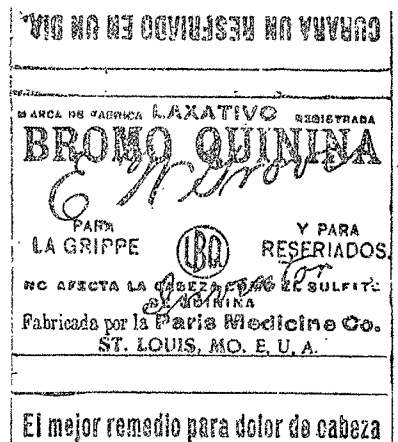 CURARA UN RESFRIADO EN UN DIA.
MARCA DE FABRICA LAXATIVO REGISTRADA
BROMO QUININA
E W Grove
PARA Y PARA
LA GRIPPE LBQ RESFRIADOS
NO AFECTA LA CABEZA COMO EL SULFITO
DE QUININA
Fabricada por la Paris Medicine Co.
ST. LOUIS, MO. E. U. A.
El mejor remedio para dolor de cabeza